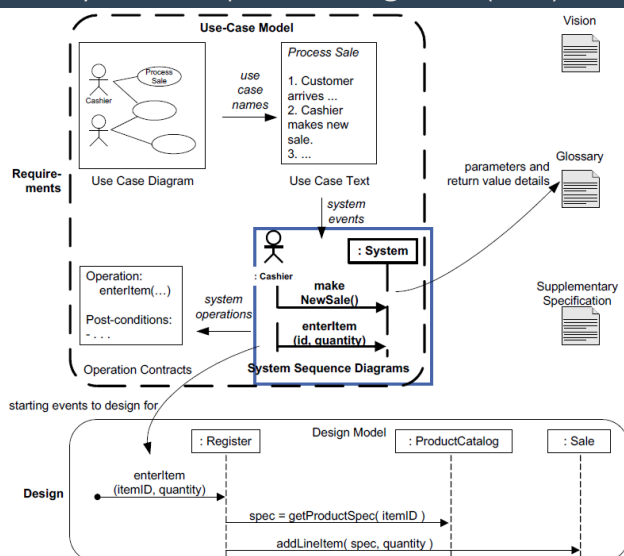 Use-Case Model
Vision
Process
Sale
Cashier
use
case
names
Process Sale
1. Customer
arrives ...
2. Cashier
makes new
sale.
3. ...
Use Case Diagram
Use Case Text
Require-
ments
parameters and
return value details
Glossary
system
events
: System
: Cashier
make
NewSale()
enterItem
(id, quantity)
System Sequence Diagrams
Operation:
enterItem(…)
Post-conditions:
- . . .
system
operations
Operation Contracts
Supplementary
Specification
starting events to design for
Design Model
: Register
: ProductCatalog
: Sale
enterItem
(itemID, quantity)
Design
spec = getProductSpec( itemID )
addLineItem( spec, quantity )